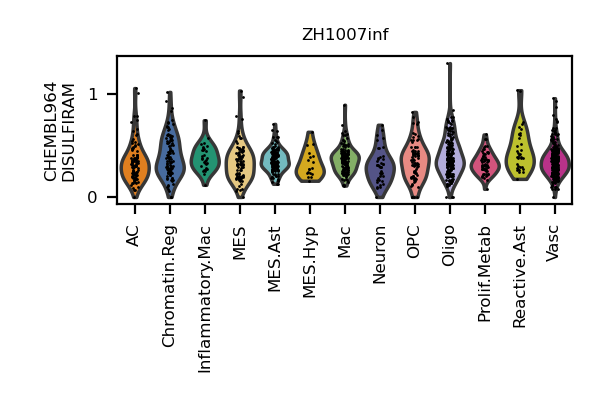 ZH1007inf
CHEMBL964
DISULFIRAM
1
0
AC
Chromatin.Reg
Inflammatory.Mac
MES
MES.Ast
MES.Hyp
Mac
Neuron
OPC
Oligo
Prolif.Metab
Reactive.Ast
Vasc